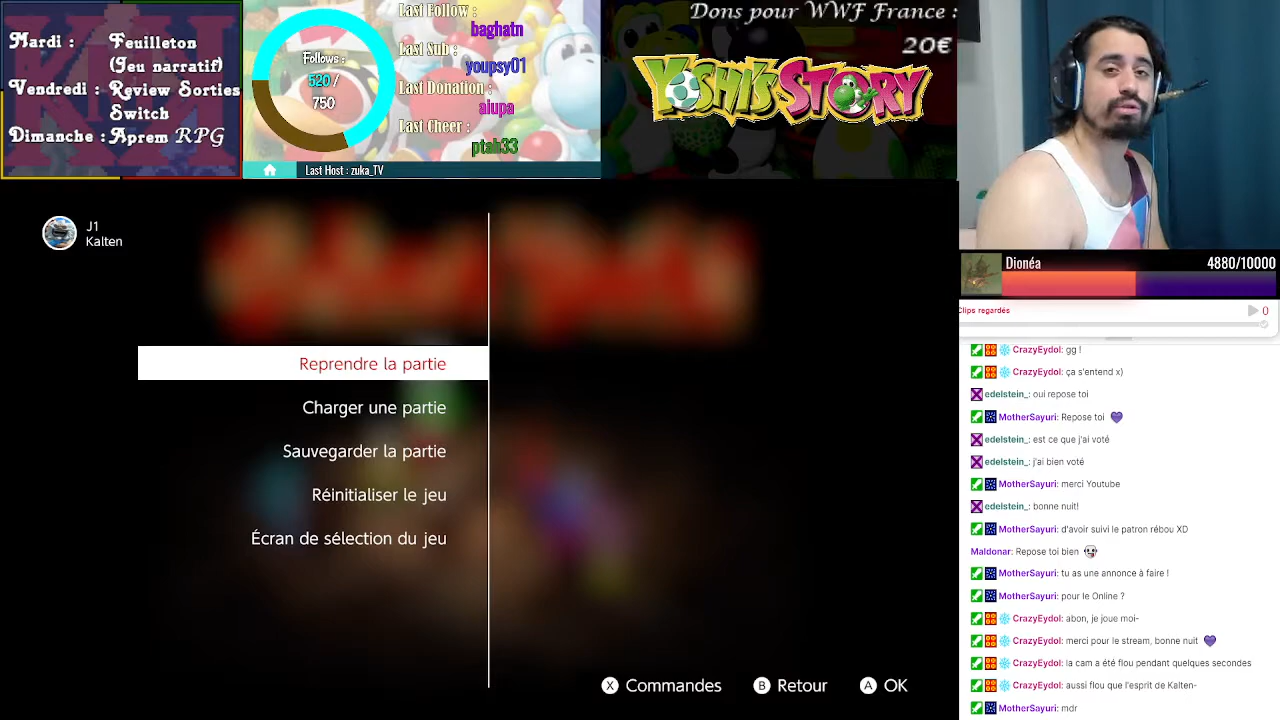 Mardi : Feuilleton
(Jeu narratif)
Vendredi : Review Sorties
Switch
Dimanche : Aprem RPG
Follows :
520 /
750
Last Follow :
baghatn
Last Sub :
youpsy01
Last Donation :
aiupa
Last Cheer :
ptah33
Last Host : zuka_TV
Dons pour WWF France :
20€
YOSHI'S STORY
J1
Kalten
Reprendre la partie
Charger une partie
Sauvegarder la partie
Réinitialiser le jeu
Écran de sélection du jeu
X Commandes B Retour A OK
Dionéa 4880/10000
Clips regardés 0
CrazyEydol: gg !
CrazyEydol: ça s'entend x)
edelstein_: oui repose toi
MotherSayuri: Repose toi
edelstein_: est ce que j'ai voté
edelstein_: j'ai bien voté
MotherSayuri: merci Youtube
edelstein_: bonne nuit!
MotherSayuri: d'avoir suivi le patron rébou XD
Maldonar: Repose toi bien
MotherSayuri: tu as une annonce à faire !
MotherSayuri: pour le Online ?
CrazyEydol: abon, je joue moi-
CrazyEydol: merci pour le stream, bonne nuit
CrazyEydol: la cam a été flou pendant quelques secondes
CrazyEydol: aussi flou que l'esprit de Kalten-
MotherSayuri: mdr